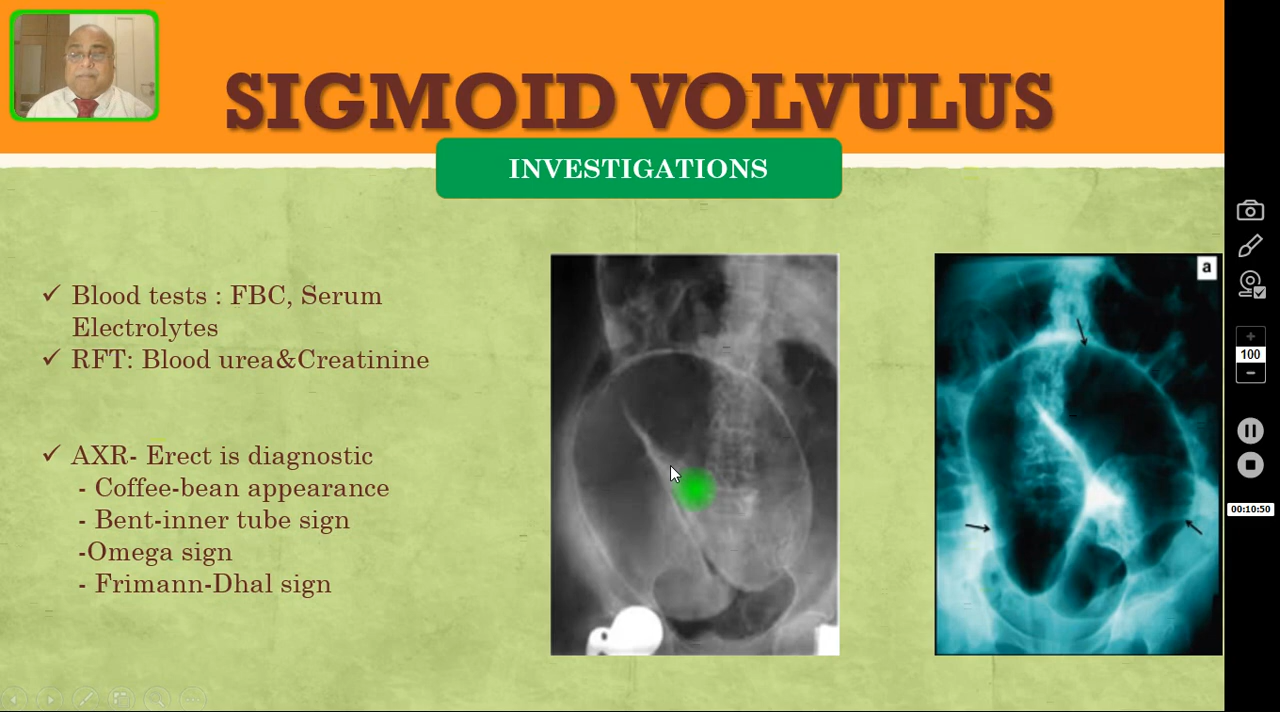 SIGMOID VOLVULUS
INVESTIGATIONS
✓ Blood tests : FBC, Serum
Electrolytes
✓ RFT: Blood urea&Creatinine
✓ AXR- Erect is diagnostic
- Coffee-bean appearance
- Bent-inner tube sign
-Omega sign
- Frimann-Dhal sign
a
100
00:10:50